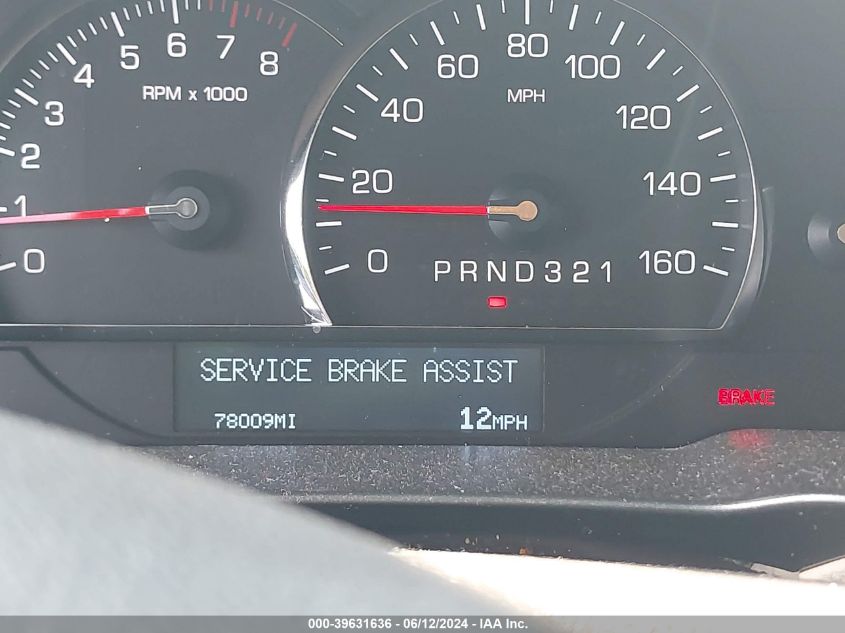 0 1 2 3 4 5 6 7 8
RPM x 1000
0 20 40 60 80 100 120 140 160
MPH
PRND321
SERVICE BRAKE ASSIST
78009MI 12MPH
BRAKE
000-39631636 - 06/12/2024 - IAA Inc.